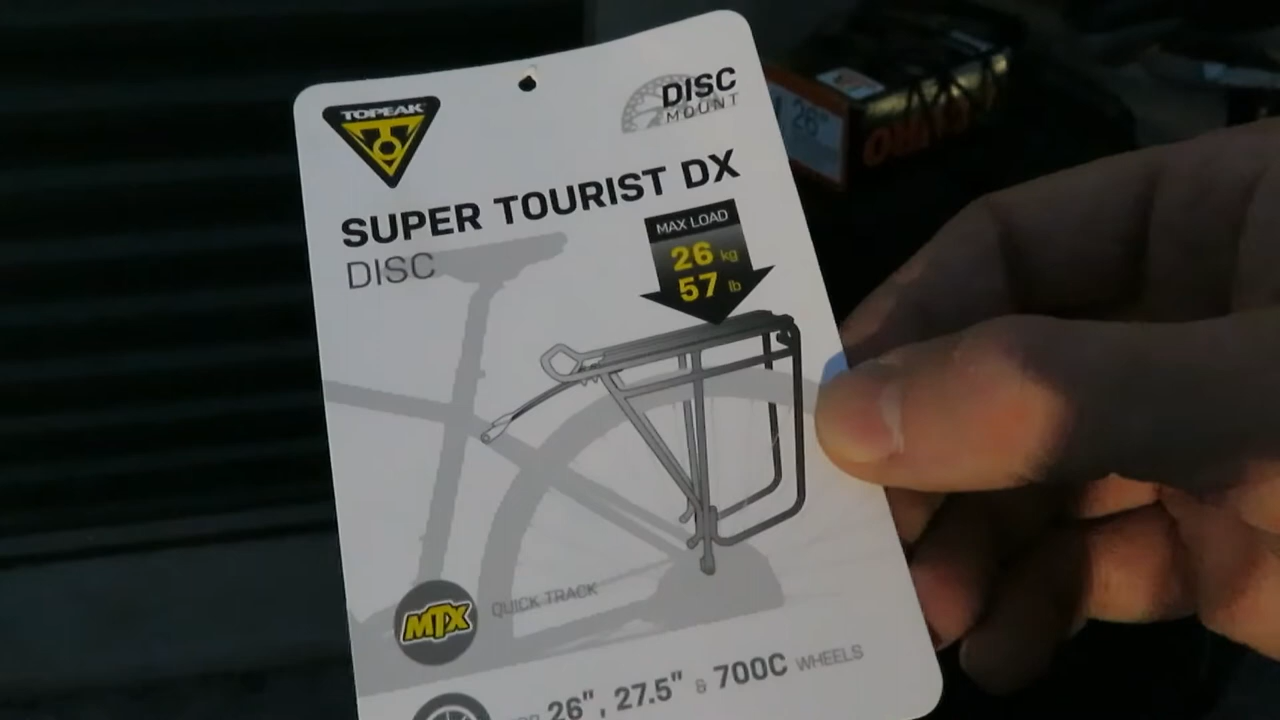 TOPEAK
DISC
MOUNT
SUPER TOURIST DX
DISC
MAX LOAD
26 kg
57 lb
MTX
QUICK TRACK
26", 27.5" & 700C WHEELS
26"